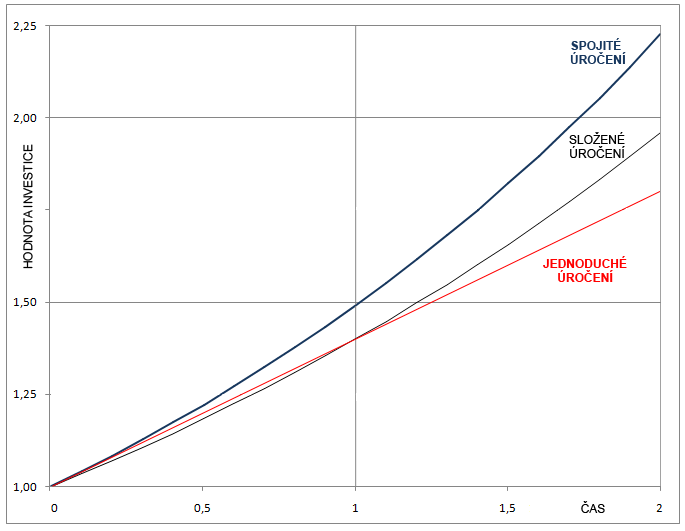 2,25
SPOJITÉ
ÚROČENÍ
2,00
SLOŽENÉ
ÚROČENÍ
HODNOTA INVESTICE
JEDNODUCHÉ
ÚROČENÍ
1,50
1,25
1,00
0
0,5
1
1,5
ČAS
2